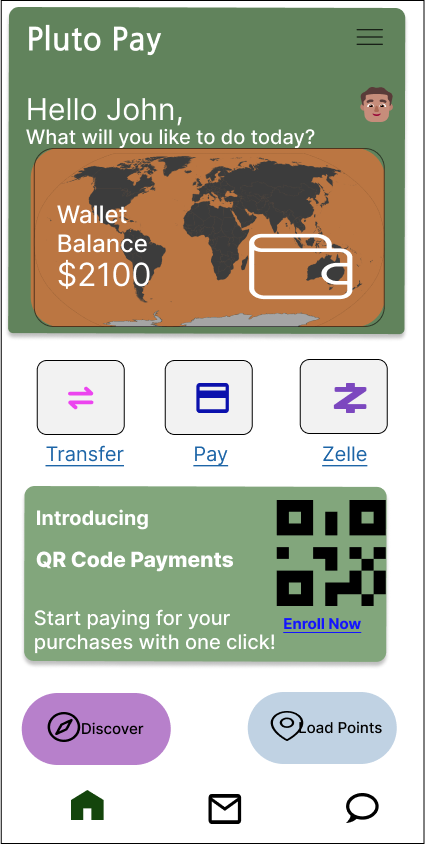 Pluto Pay
Hello John,
What will you like to do today?
Wallet
Balance
$2100
Transfer
Pay
Zelle
Introducing
QR Code Payments
Start paying for your
purchases with one click!
Enroll Now
Discover
Load Points